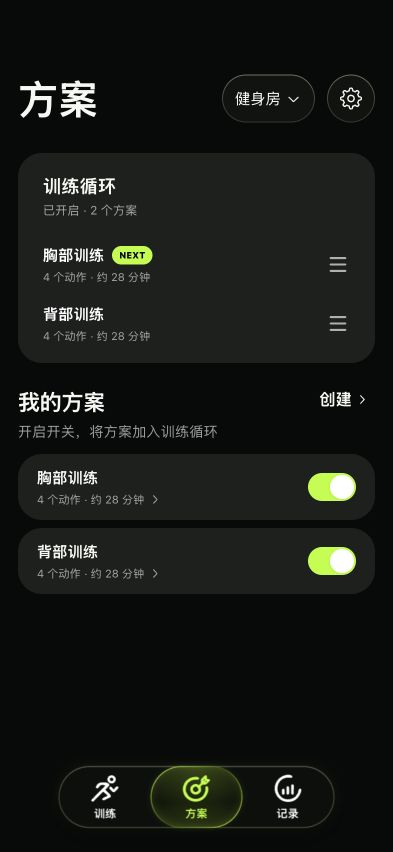 方案
健身房
训练循环
已开启 · 2 个方案
胸部训练 NEXT
4 个动作 · 约 28 分钟
背部训练
4 个动作 · 约 28 分钟
我的方案
创建
开启开关，将方案加入训练循环
胸部训练
4 个动作 · 约 28 分钟
背部训练
4 个动作 · 约 28 分钟
训练
方案
记录